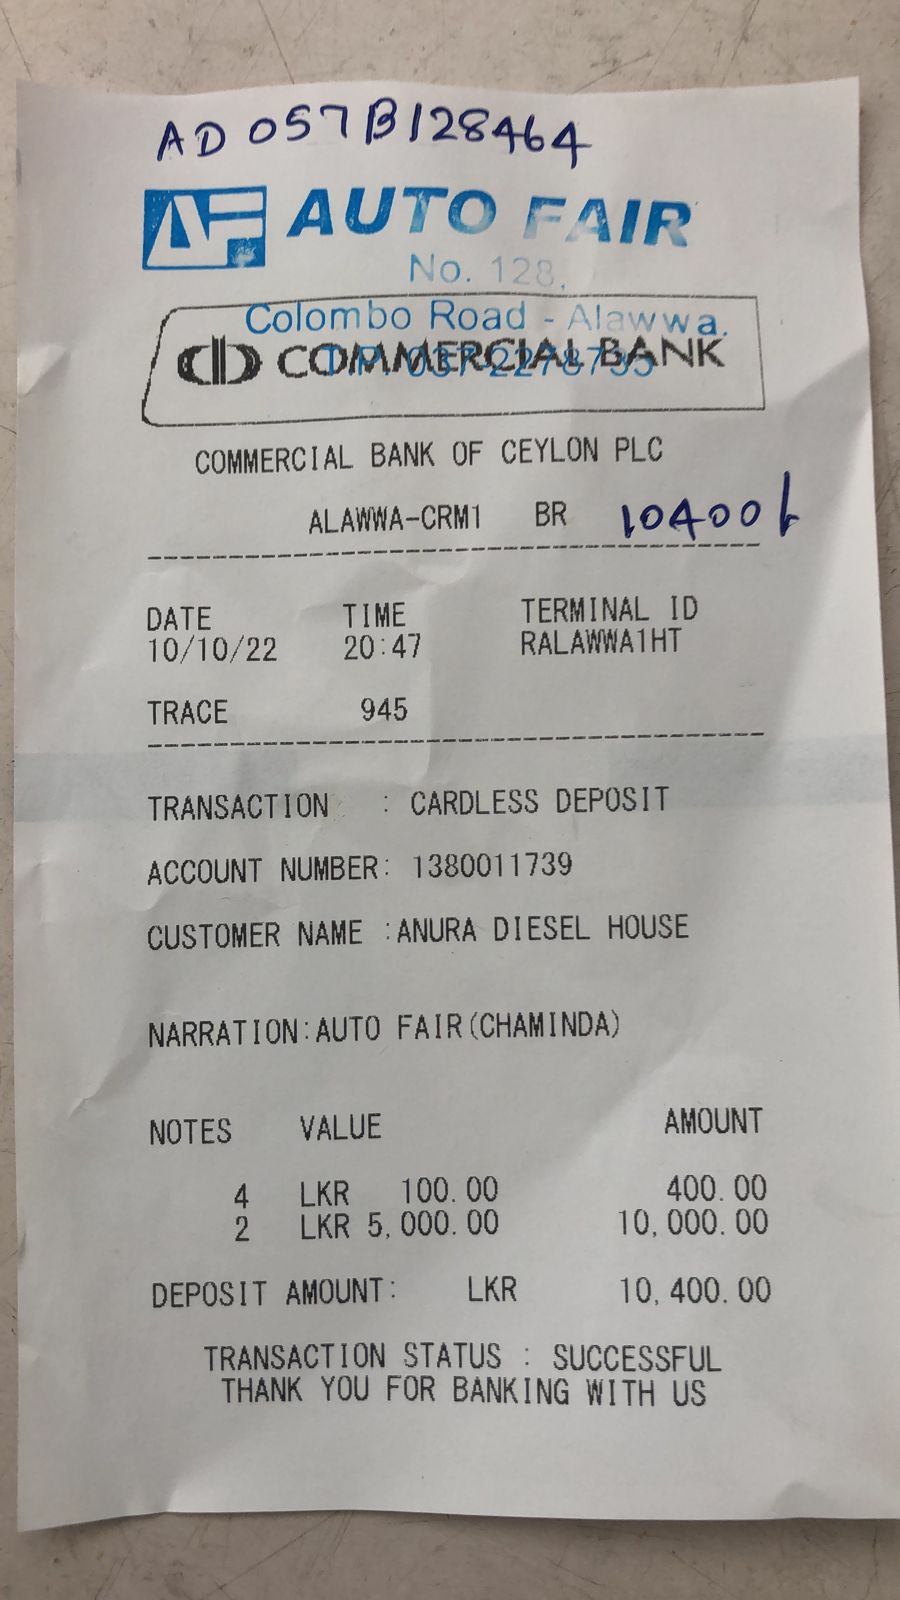 AD 057B128464
AF AUTO FAIR
No. 128,
Colombo Road - Alawwa.
T.P. 037-2278735
COMMERCIAL BANK
COMMERCIAL BANK OF CEYLON PLC
ALAWWA-CRM1 BR 10400/-
DATE TIME TERMINAL ID
10/10/22 20:47 RALAWWA1HT
TRACE 945
TRANSACTION : CARDLESS DEPOSIT
ACCOUNT NUMBER: 1380011739
CUSTOMER NAME :ANURA DIESEL HOUSE
NARRATION:AUTO FAIR(CHAMINDA)
NOTES VALUE AMOUNT
4 LKR 100.00 400.00
2 LKR 5,000.00 10,000.00
DEPOSIT AMOUNT: LKR 10,400.00
TRANSACTION STATUS : SUCCESSFUL
THANK YOU FOR BANKING WITH US